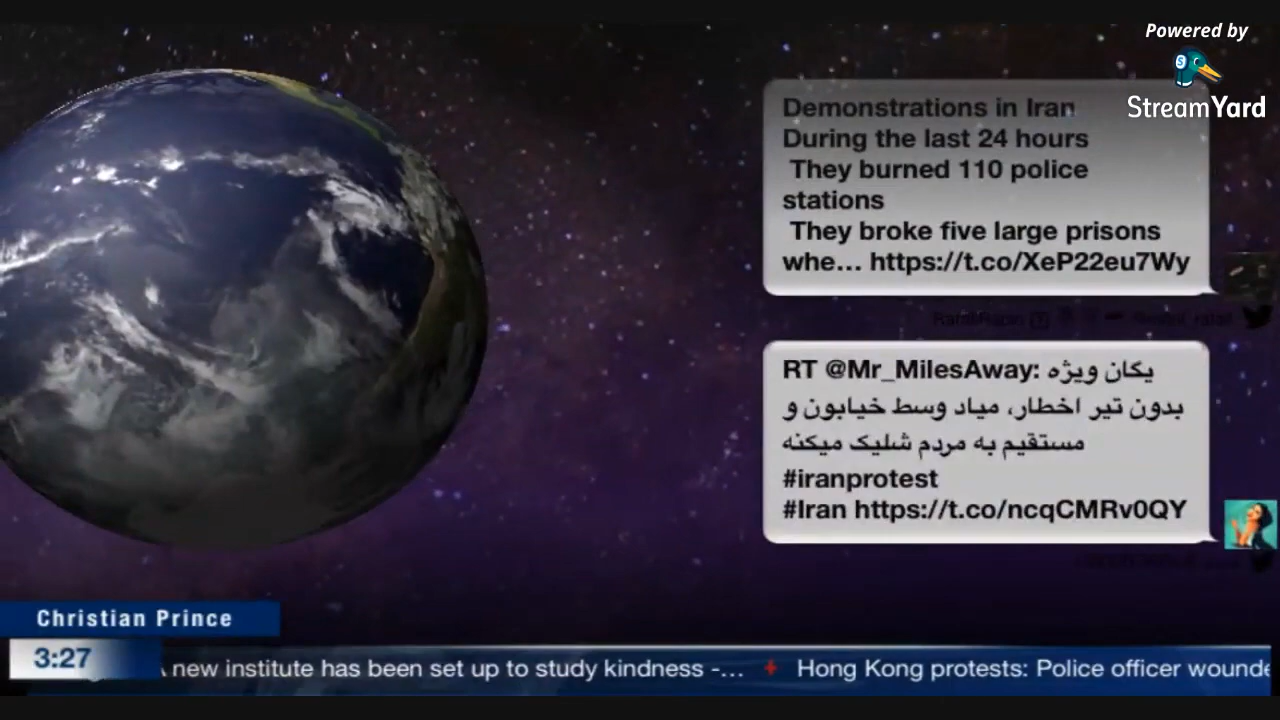 Powered by
StreamYard
Demonstrations in Iran
During the last 24 hours
They burned 110 police
stations
They broke five large prisons
whe... https://t.co/XeP22eu7Wy
RT @Mr_MilesAway: یگان ویژه
بدون تیر اخطار، میاد وسط خیابون و
مستقیم به مردم شلیک میکنه
#iranprotest
#Iran https://t.co/ncqCMRv0QY
Christian Prince
3:27
new institute has been set up to study kindness -... Hong Kong protests: Police officer wounde